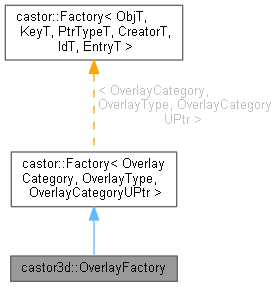 castor::Factory< ObjT,
KeyT, PtrTypeT, CreatorT,
IdT, EntryT >
< OverlayCategory,
OverlayType, OverlayCategory
UPtr >
castor::Factory< Overlay
Category, OverlayType,
OverlayCategoryUPtr >
castor3d::OverlayFactory